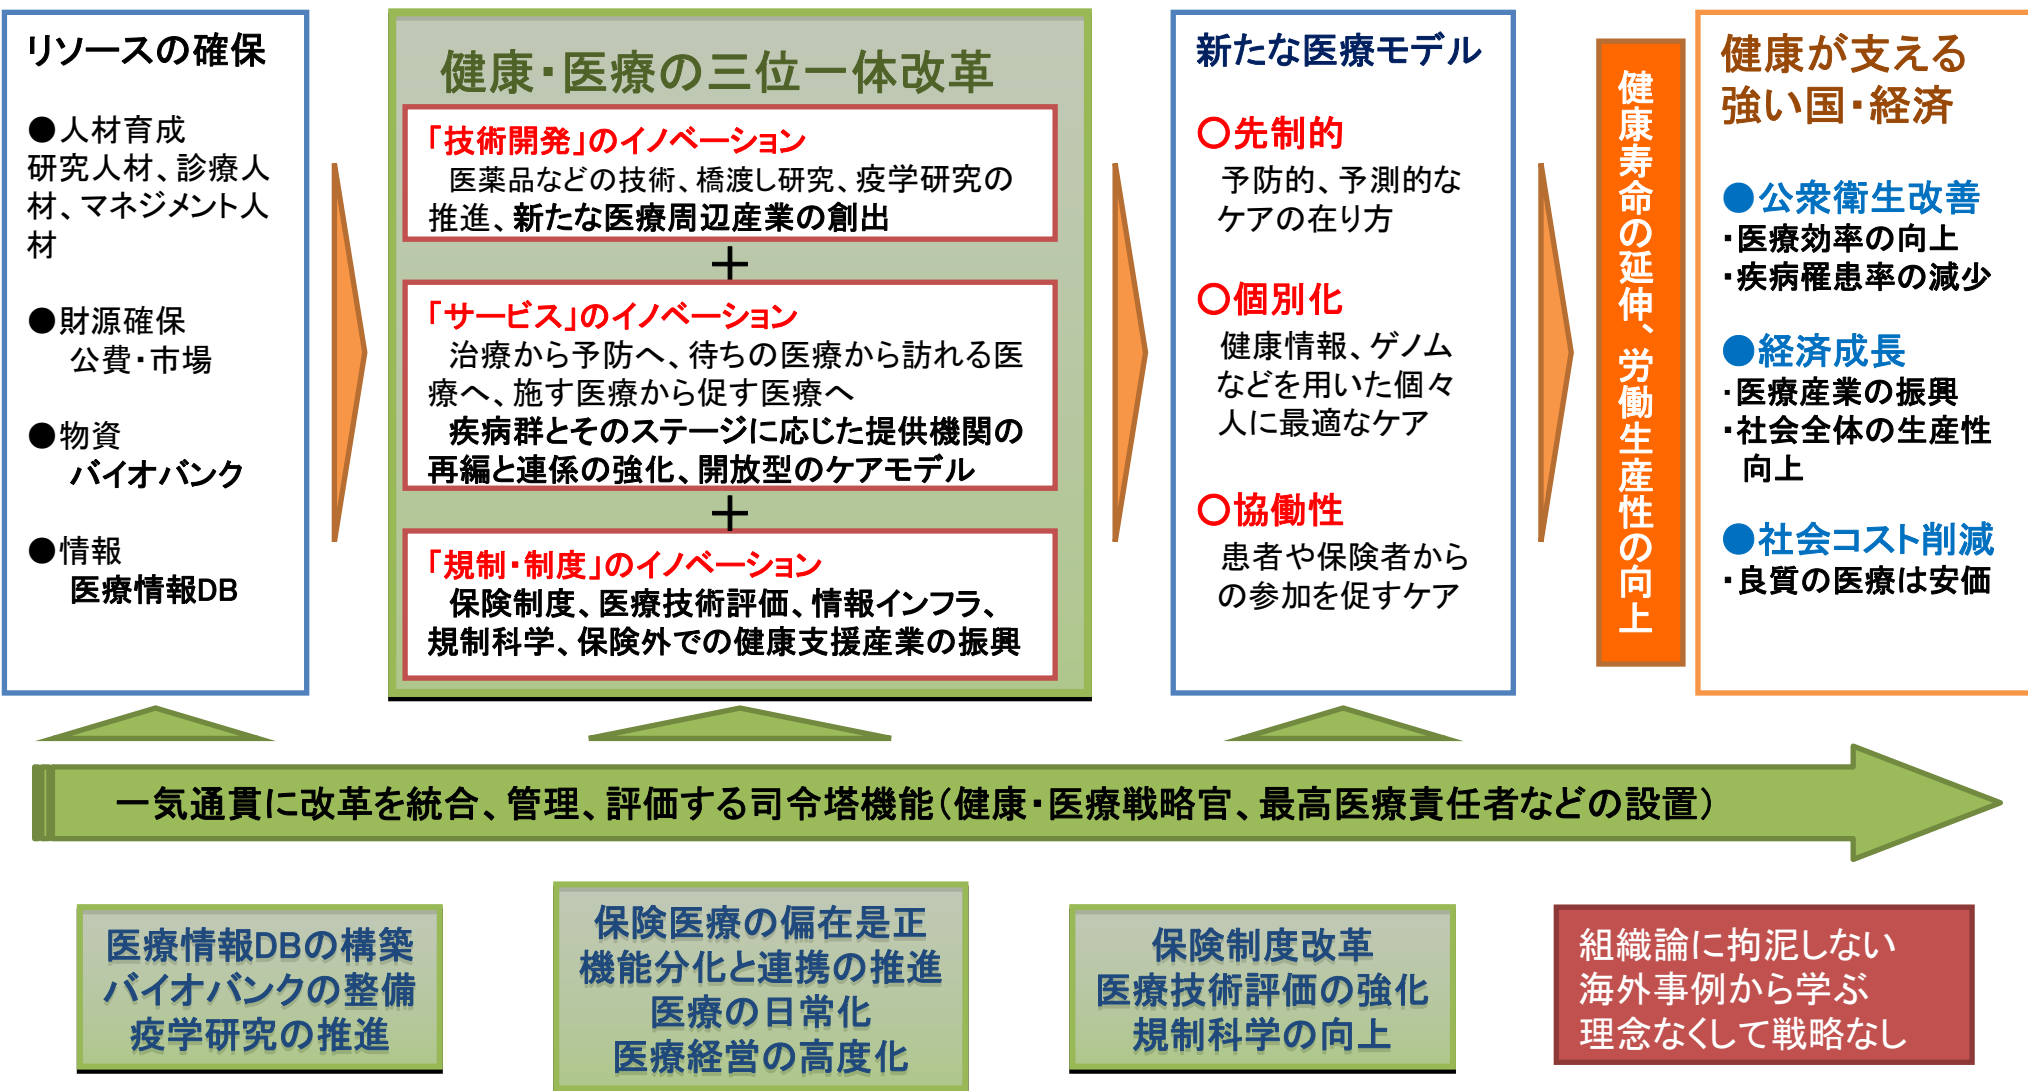 リソースの確保
●人材育成
研究人材、診療人
材、マネジメント人
材
●財源確保
公費・市場
●物資
バイオバンク
●情報
医療情報DB
健康・医療の三位一体改革
「技術開発」のイノベーション
医薬品などの技術、橋渡し研究、疫学研究の
推進、新たな医療周辺産業の創出
＋
「サービス」のイノベーション
治療から予防へ、待ちの医療から訪れる医
療へ、施す医療から促す医療へ
疾病群とそのステージに応じた提供機関の
再編と連係の強化、開放型のケアモデル
＋
「規制・制度」のイノベーション
保険制度、医療技術評価、情報インフラ、
規制科学、保険外での健康支援産業の振興
新たな医療モデル
○先制的
予防的、予測的な
ケアの在り方
○個別化
健康情報、ゲノム
などを用いた個々
人に最適なケア
○協働性
患者や保険者から
の参加を促すケア
健康寿命の延伸、労働生産性の向上
健康が支える
強い国・経済
●公衆衛生改善
・医療効率の向上
・疾病罹患率の減少
●経済成長
・医療産業の振興
・社会全体の生産性
向上
●社会コスト削減
・良質の医療は安価
一気通貫に改革を統合、管理、評価する司令塔機能（健康・医療戦略官、最高医療責任者などの設置）
医療情報DBの構築
バイオバンクの整備
疫学研究の推進
保険医療の偏在是正
機能分化と連携の推進
医療の日常化
医療経営の高度化
保険制度改革
医療技術評価の強化
規制科学の向上
組織論に拘泥しない
海外事例から学ぶ
理念なくして戦略なし